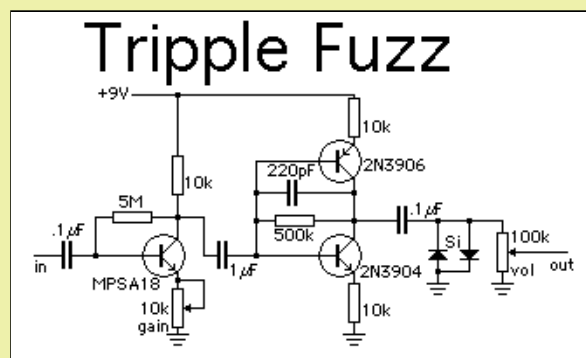 Tripple Fuzz
+9V
10k
220pF
2N3906
10k
5M
.1µF
.1µF
500k
Si
100k
in
1µF
vol
out
MPSA18
2N3904
10k
gain
10k